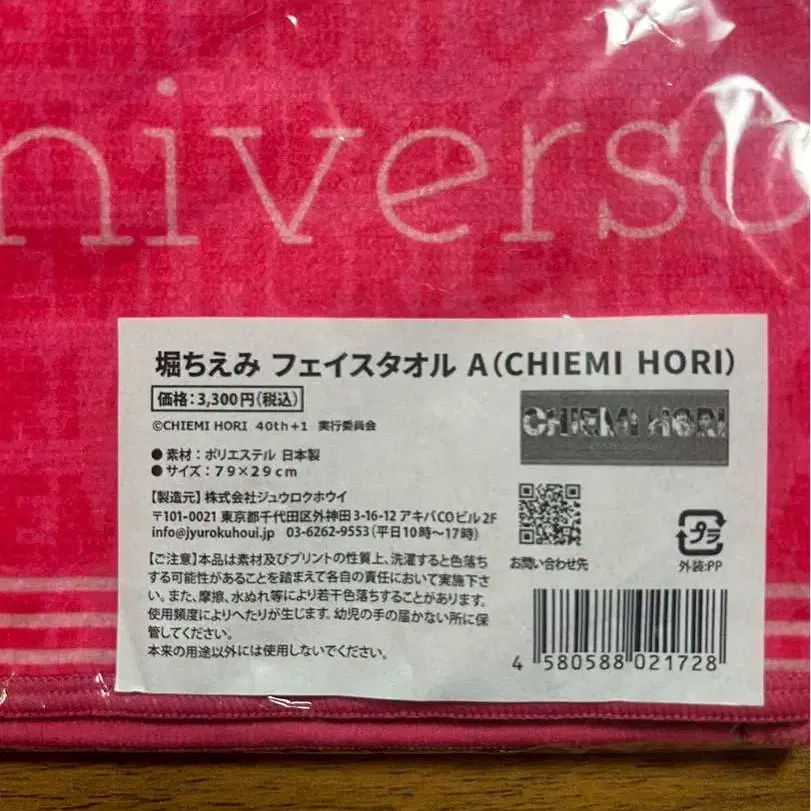 niverso
堀ちえみ フェイスタオル A(CHIEMI HORI)
価格:3,300円(税込)
©CHIEMI HORI 40th+1 実行委員会
● 素材:ポリエステル 日本製
● サイズ:79×29cm
【製造元】株式会社ジュウロクホウイ
〒101-0021 東京都千代田区外神田3-16-12 アキバCOビル2F
info@jyurokuhoui.jp 03-6262-9553(平日10時〜17時)
【ご注意】本品は素材及びプリントの性質上、洗濯すると色落ち
する可能性があることを踏まえて各自の責任において実施下さ
い。また、摩擦、水ぬれ等により若干色落ちすることがあります。
使用頻度によりへたりが生じます。幼児の手の届かない所に保
管してください。
本来の用途以外には使用しないでください。
CHIEMI HORI
お問い合わせ先
プラ
外装:PP
4 580588 021728